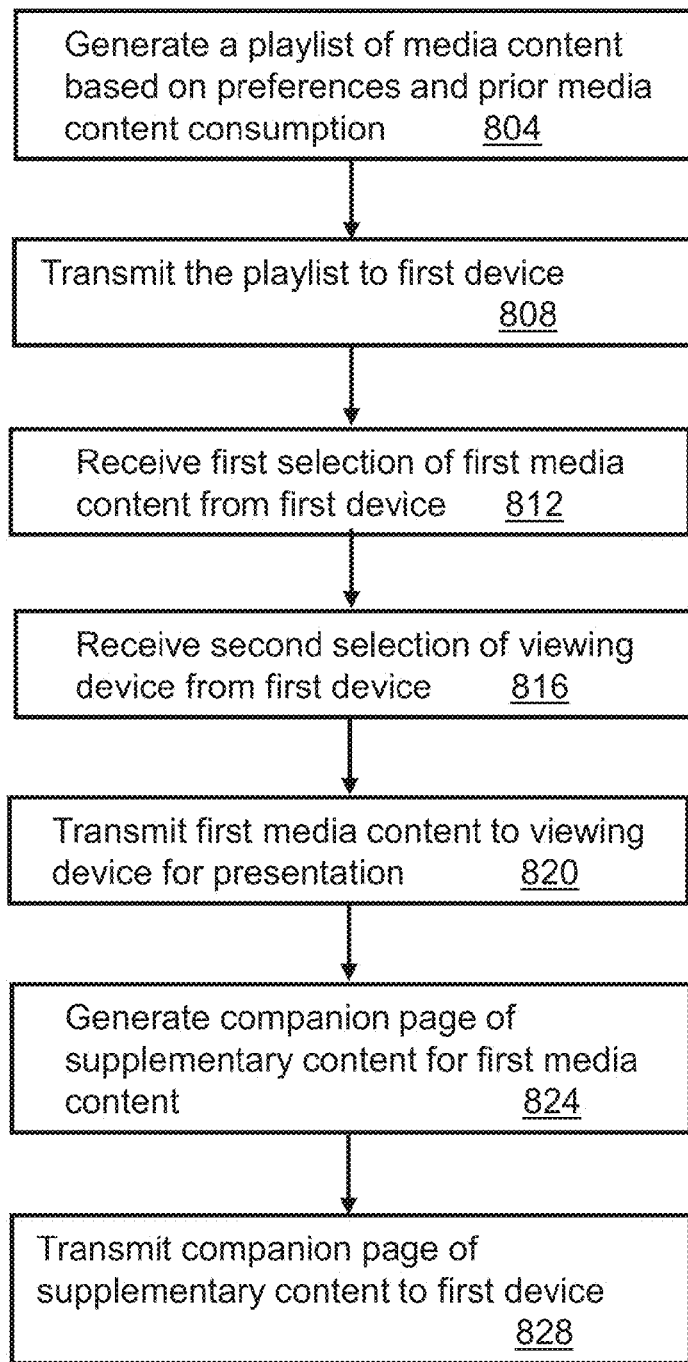 Generate a playlist of media content
based on preferences and prior media
content consumption 804
Transmit the playlist to first device
808
Receive first selection of first media
content from first device 812
Receive second selection of viewing
device from first device 816
Transmit first media content to viewing
device for presentation 820
Generate companion page of
supplementary content for first media
content 824
Transmit companion page of
supplementary content to first device
828